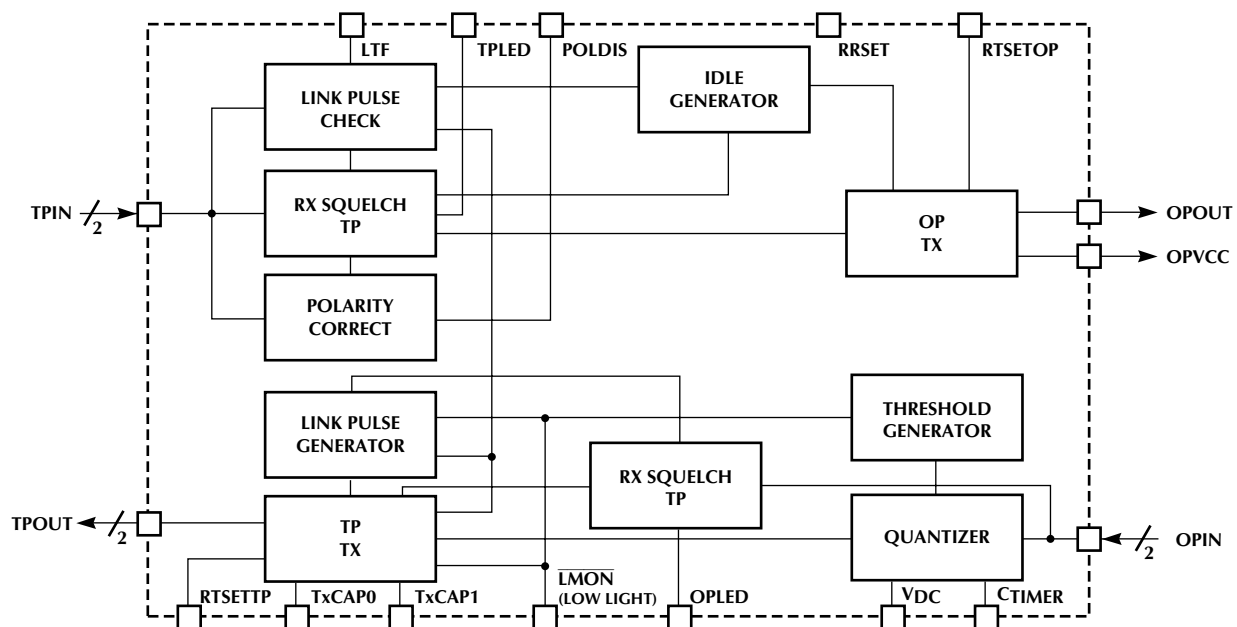 LTF
TPLED
POLDIS
RRSET
RTSETOP
LINK PULSE
CHECK
IDLE
GENERATOR
TPIN
2
RX SQUELCH
TP
OP
TX
OPOUT
OPVCC
POLARITY
CORRECT
LINK PULSE
GENERATOR
THRESHOLD
GENERATOR
RX SQUELCH
TP
TPOUT
2
TP
TX
QUANTIZER
2
OPIN
RTSETTP
TxCAP0
TxCAP1
LMON
(LOW LIGHT)
OPLED
VDC
CTIMER